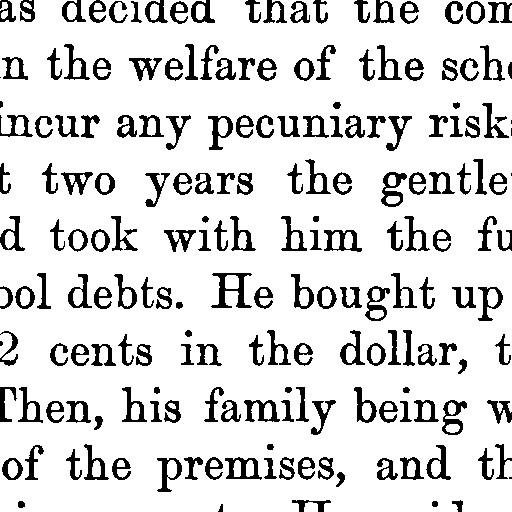 as decided that the com
n the welfare of the scho
incur any pecuniary risks
t two years the gentle
d took with him the fu
ool debts. He bought up
2 cents in the dollar, t
Then, his family being w
of the premises, and th